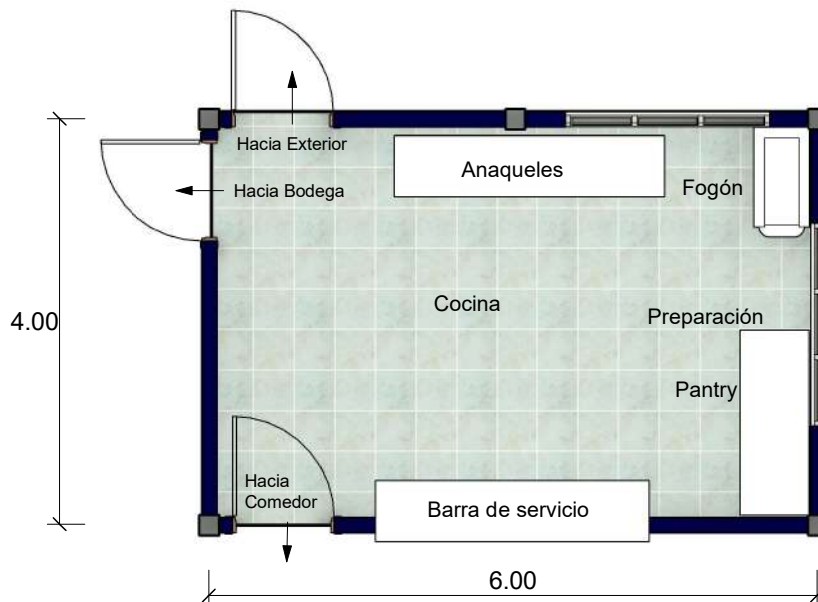 Hacia Exterior
Anaqueles
Fogón
Hacia Bodega
Cocina
Preparación
4.00
Pantry
Hacia
Comedor
Barra de servicio
6.00